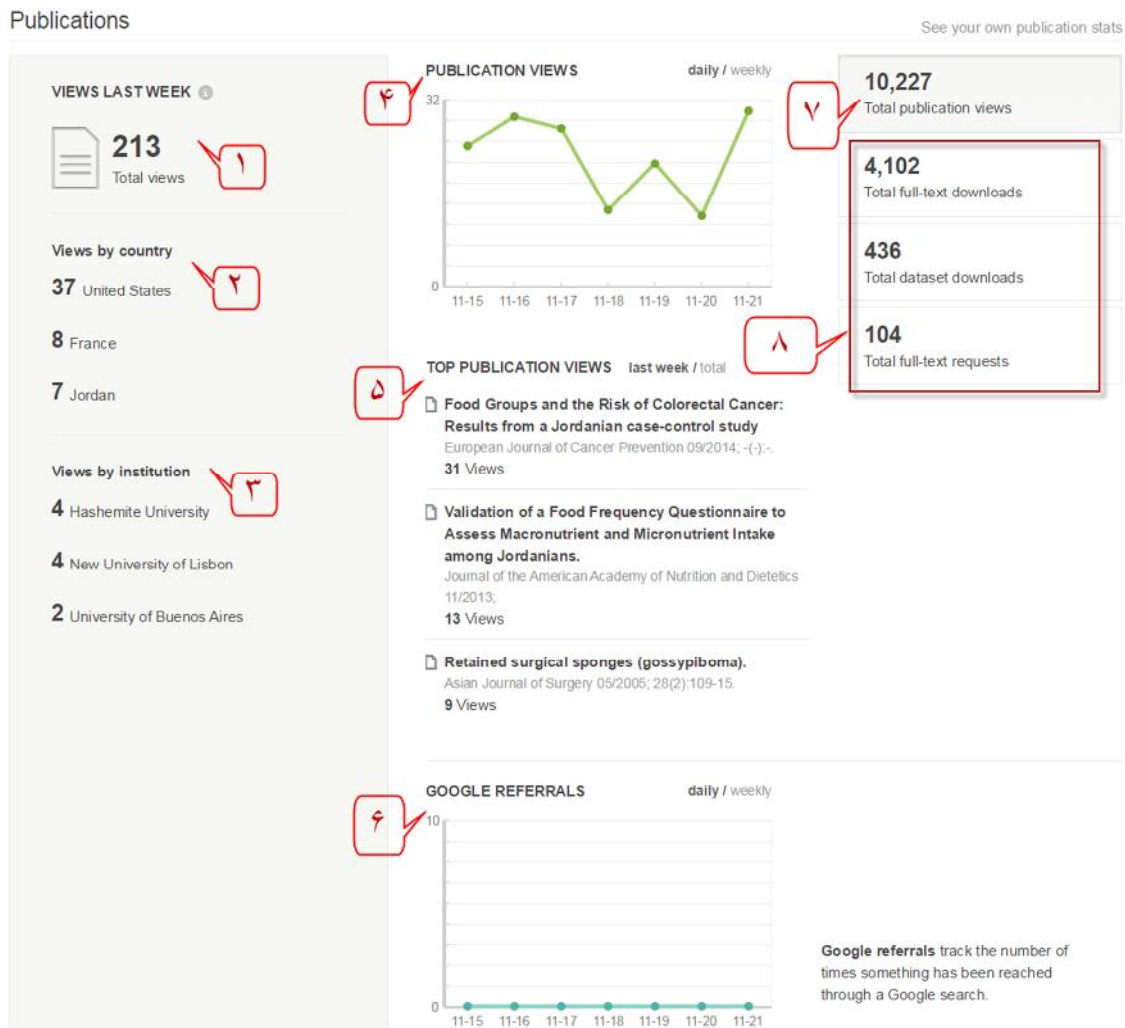 Publications
See your own publication stats
VIEWS LAST WEEK
213
Total views
۱
Views by country
37 United States
۲
8 France
7 Jordan
Views by institution
۳
4 Hashemite University
4 New University of Lisbon
2 University of Buenos Aires
PUBLICATION VIEWS daily / weekly
۴
32
0
11-15 11-16 11-17 11-18 11-19 11-20 11-21
TOP PUBLICATION VIEWS last week / total
۵
Food Groups and the Risk of Colorectal Cancer:
Results from a Jordanian case-control study
European Journal of Cancer Prevention 09/2014; -(-):-.
31 Views
Validation of a Food Frequency Questionnaire to
Assess Macronutrient and Micronutrient Intake
among Jordanians.
Journal of the American Academy of Nutrition and Dietetics
11/2013;
13 Views
Retained surgical sponges (gossypiboma).
Asian Journal of Surgery 05/2005; 28(2):109-15.
9 Views
GOOGLE REFERRALS daily / weekly
۶
10
0
11-15 11-16 11-17 11-18 11-19 11-20 11-21
10,227
Total publication views
۷
4,102
Total full-text downloads
436
Total dataset downloads
104
Total full-text requests
۸
Google referrals track the number of
times something has been reached
through a Google search.